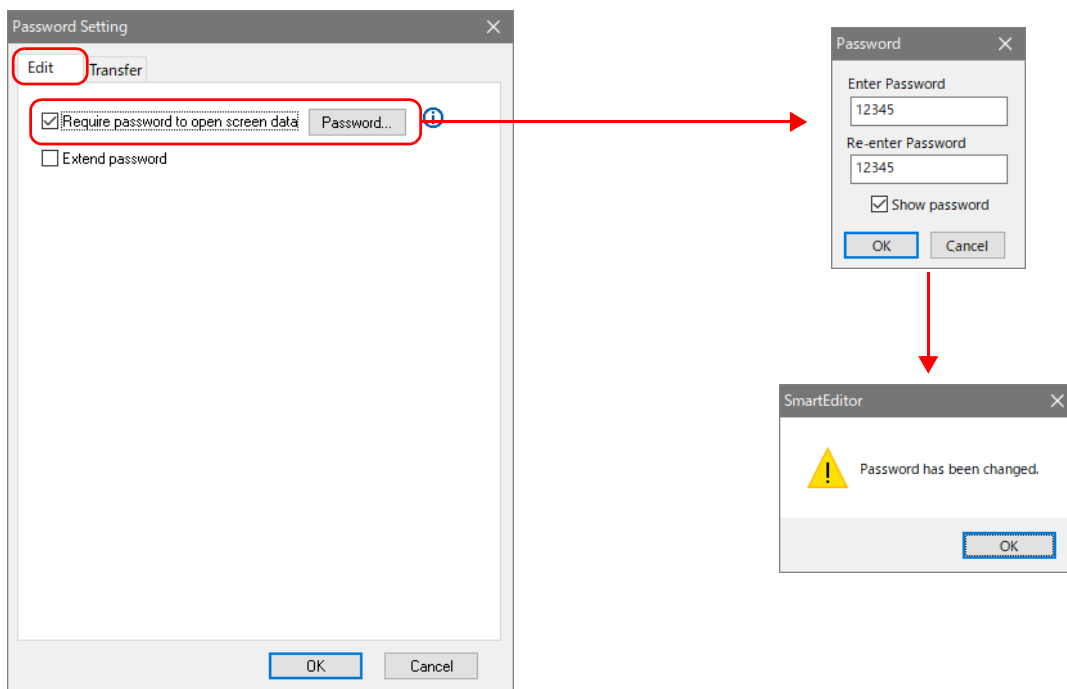 Password Setting
Edit
Transfer
Require password to open screen data
Password...
Extend password
OK
Cancel
Password
Enter Password
12345
Re-enter Password
12345
Show password
OK
Cancel
SmartEditor
Password has been changed.
OK